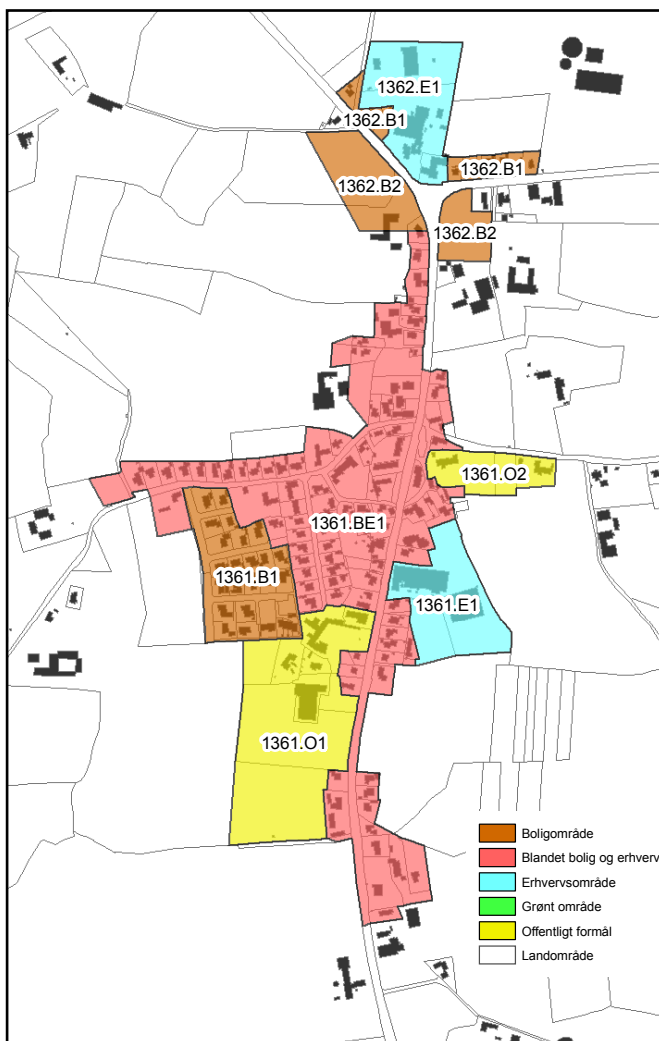 1362.E1
1362.B1
1362.B1
1362.B2
1362.B2
1361.O2
1361.BE1
1361.B1
1361.E1
1361.O1
Boligområde
Blandet bolig og erhverv
Erhvervsområde
Grønt område
Offentligt formål
Landområde